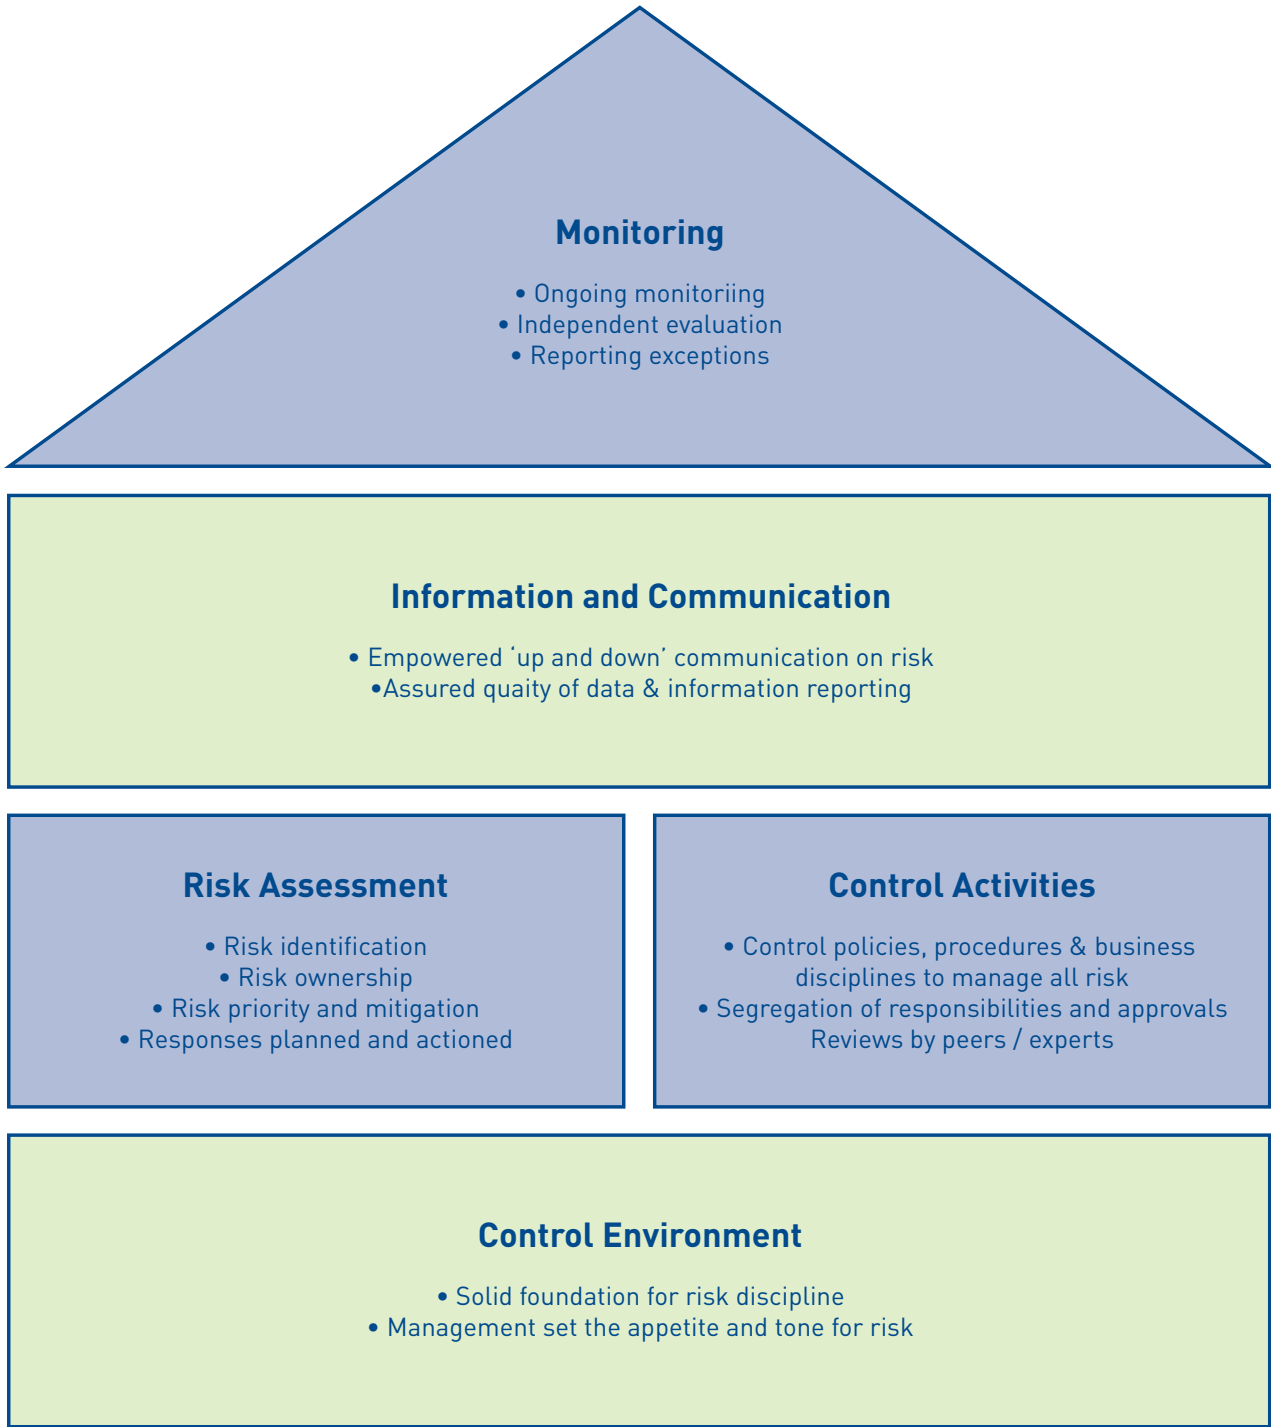 Monitoring
• Ongoing monitoriing
• Independent evaluation
• Reporting exceptions
Information and Communication
• Empowered ‘up and down’ communication on risk
•Assured quaity of data & information reporting
Risk Assessment
• Risk identification
• Risk ownership
• Risk priority and mitigation
• Responses planned and actioned
Control Activities
• Control policies, procedures & business
disciplines to manage all risk
• Segregation of responsibilities and approvals
Reviews by peers / experts
Control Environment
• Solid foundation for risk discipline
• Management set the appetite and tone for risk